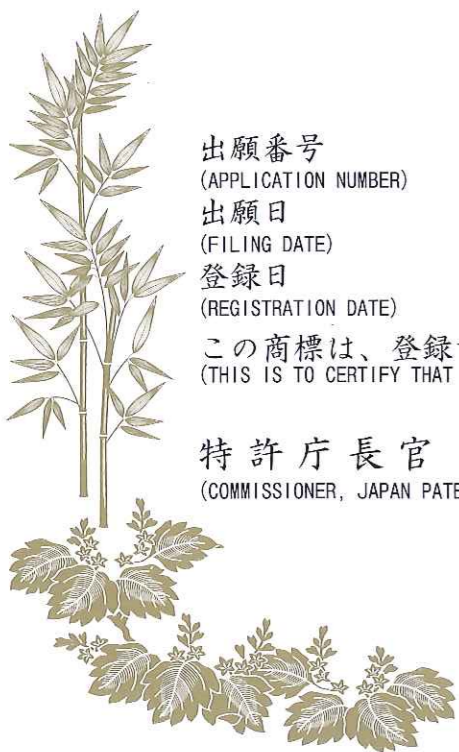 出願番号
(APPLICATION NUMBER)
出願日
(FILING DATE)
登録日
(REGISTRATION DATE)
この商標は、登録
(THIS IS TO CERTIFY THAT
特許庁長官
(COMMISSIONER, JAPAN PATE